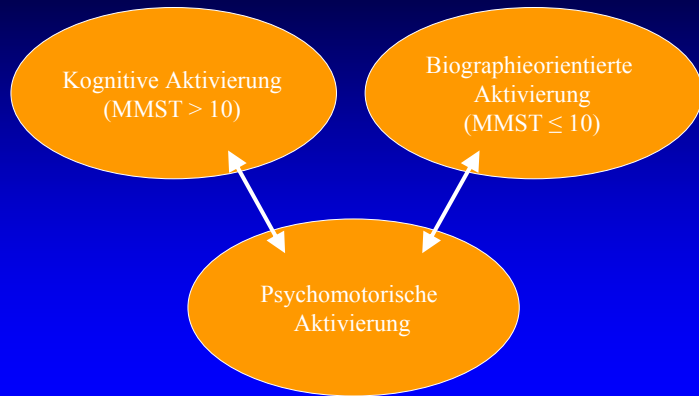 Kognitive Aktivierung
(MMST > 10)
Biographieorientierte
Aktivierung
(MMST ≤ 10)
Psychomotorische
Aktivierung